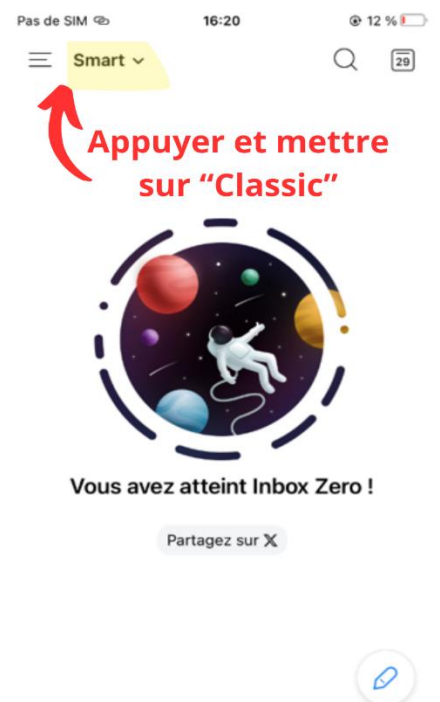 Pas de SIM
16:20
12 %
Smart
29
Appuyer et mettre
sur “Classic”
Vous avez atteint Inbox Zero !
Partagez sur X